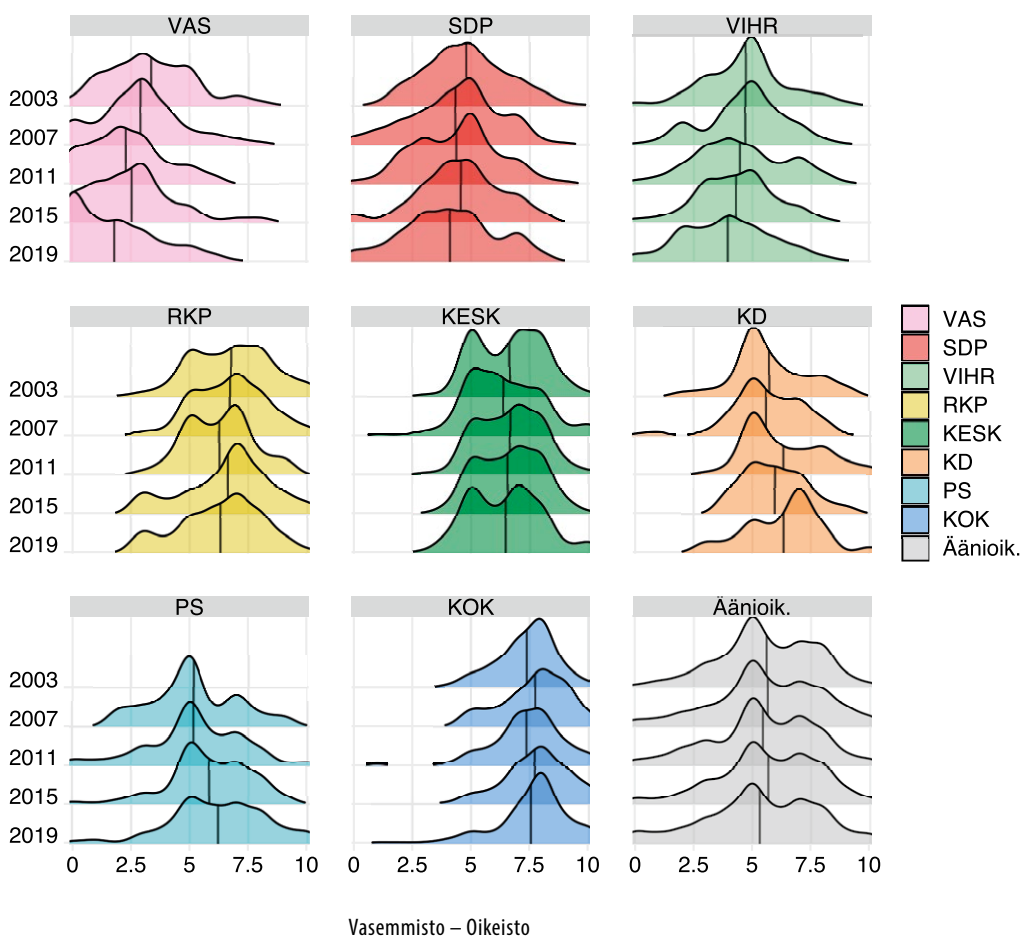 VAS SDP VIHR
2003
2007
2011
2015
2019
RKP KESK KD
2003
2007
2011
2015
2019
VAS
SDP
VIHR
RKP
KESK
KD
PS
KOK
Äänioik.
PS KOK Äänioik.
2003
2007
2011
2015
2019
0 2.5 5 7.5 10 0 2.5 5 7.5 10 0 2.5 5 7.5 10
Vasemmisto – Oikeisto